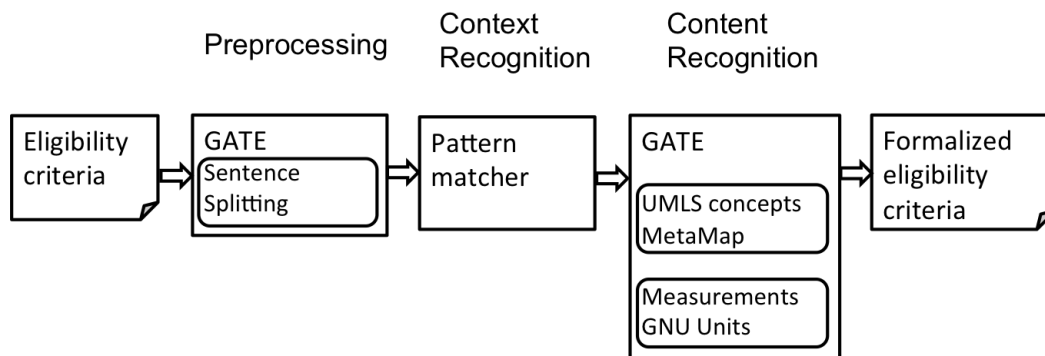 Preprocessing
Context
Recognition
Content
Recognition
Eligibility
criteria
GATE
Sentence
Splitting
Pattern
matcher
GATE
UMLS concepts
MetaMap
Measurements
GNU Units
Formalized
eligibility
criteria